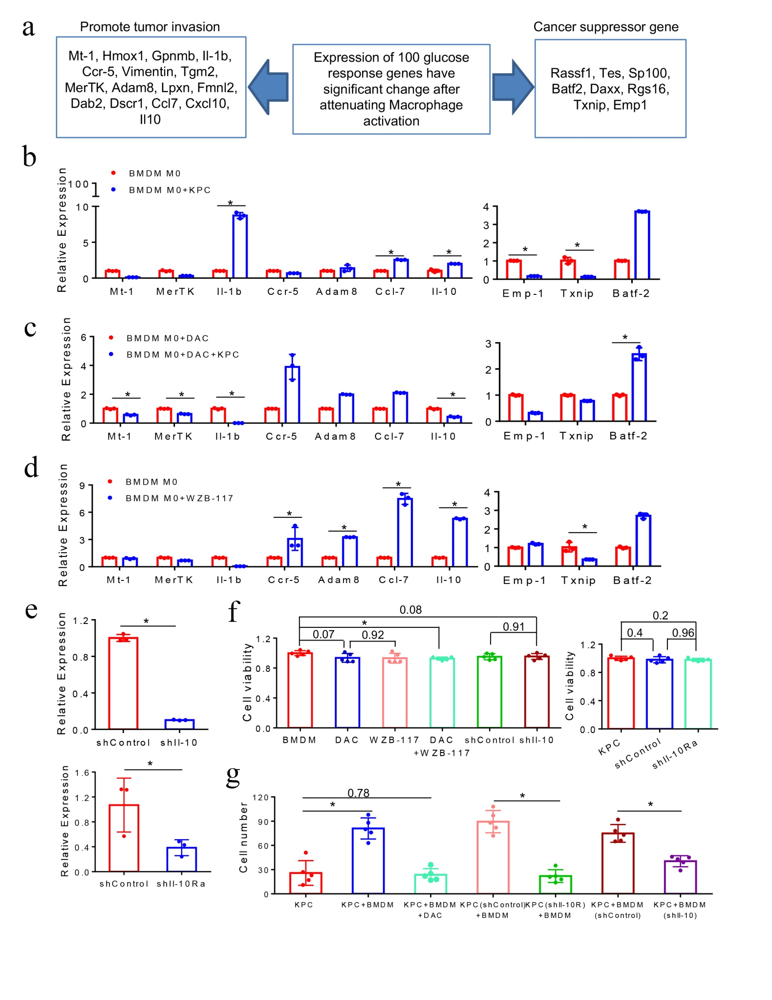 a
Promote tumor invasion
Cancer suppressor gene
Mt-1, Hmox1, Gpnmb, Il-1b,
Ccr-5, Vimentin, Tgm2,
MerTK, Adam8, Lpxn, Fmnl2,
Dab2, Dscr1, Ccl7, Cxcl10,
Il10
Expression of 100 glucose
response genes have
significant change after
attenuating Macrophage
activation
Rassf1, Tes, Sp100,
Batf2, Daxx, Rgs16,
Txnip, Emp1
b
Relative Expression
BMDM M0
BMDM M0+KPC
100
10
5
0
* * *
Mt-1 MerTK Il-1b Ccr-5 Adam8 Ccl-7 Il-10
4
3
2
1
0
* *
Emp-1 Txnip Batf-2
c
Relative Expression
BMDM M0+DAC
BMDM M0+DAC+KPC
6
4
2
0
* * * *
Mt-1 MerTK Il-1b Ccr-5 Adam8 Ccl-7 Il-10
3
2
1
0
*
Emp-1 Txnip Batf-2
d
Relative Expression
BMDM M0
BMDM M0+WZB-117
9
6
3
0
* * * *
Mt-1 MerTK Il-1b Ccr-5 Adam8 Ccl-7 Il-10
4
3
2
1
0
*
Emp-1 Txnip Batf-2
e
Relative Expression
1.2
0.8
0.4
0.0
*
shControl shIl-10
Relative Expression
1.6
1.2
0.8
0.4
0.0
*
shControl shIl-10Ra
f
Cell viability
1.2
0.8
0.4
0.0
0.08
*
0.07 0.92 0.91
BMDM DAC WZB-117 DAC shControl shIl-10
+WZB-117
Cell viability
1.2
0.8
0.4
0.0
0.2
0.4 0.96
KPC shControl shIl-10Ra
g
Cell number
120
90
60
30
0
0.78
* * *
KPC KPC+BMDM KPC+BMDM KPC(shControl) KPC(shIl-10R) KPC+BMDM KPC+BMDM
+DAC +BMDM +BMDM (shControl) (shIl-10)